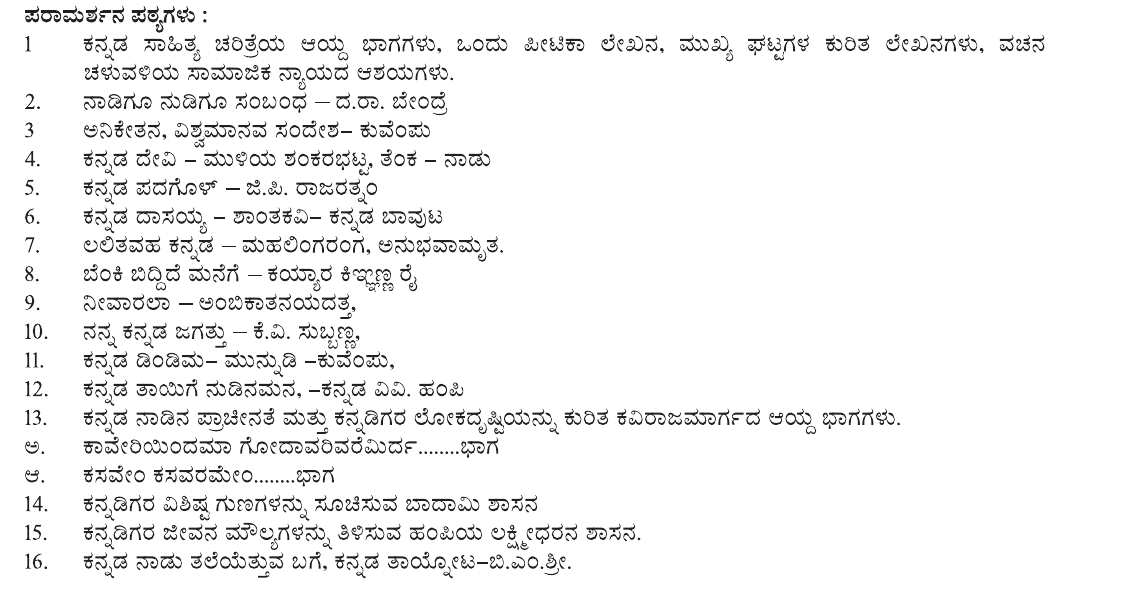 ಪರಾಮರ್ಶನ ಪಠ್ಯಗಳು :
1 ಕನ್ನಡ ಸಾಹಿತ್ಯ ಚರಿತ್ರೆಯ ಆಯ್ದ ಭಾಗಗಳು, ಒಂದು ಪೀಟಿಕಾ ಲೇಖನ, ಮುಖ್ಯ ಘಟ್ಟಗಳ ಕುರಿತ ಲೇಖನಗಳು, ವಚನ
ಚಳುವಳಿಯ ಸಾಮಾಜಿಕ ನ್ಯಾಯದ ಆಶಯಗಳು.
2. ನಾಡಿಗೂ ನುಡಿಗೂ ಸಂಬಂಧ – ದ.ರಾ. ಬೇಂದ್ರೆ
3 ಅನಿಕೇತನ, ವಿಶ್ವಮಾನವ ಸಂದೇಶ– ಕುವೆಂಪು
4. ಕನ್ನಡ ದೇವಿ – ಮುಳಿಯ ಶಂಕರಭಟ್ಟ, ತೆಂಕ – ನಾಡು
5. ಕನ್ನಡ ಪದಗೊಳ್ – ಜಿ.ಪಿ. ರಾಜರತ್ನಂ
6. ಕನ್ನಡ ದಾಸಯ್ಯ – ಶಾಂತಕವಿ– ಕನ್ನಡ ಬಾವುಟ
7. ಲಲಿತವಹ ಕನ್ನಡ – ಮಹಲಿಂಗರಂಗ, ಅನುಭವಾಮೃತ.
8. ಬೆಂಕಿ ಬಿದ್ದಿದೆ ಮನೆಗೆ – ಕಯ್ಯಾರ ಕಿಞ್ಞಣ್ಣ ರೈ
9. ನೀವಾರಲಾ – ಅಂಬಿಕಾತನಯದತ್ತ,
10. ನನ್ನ ಕನ್ನಡ ಜಗತ್ತು – ಕೆ.ವಿ. ಸುಬ್ಬಣ್ಣ,
11. ಕನ್ನಡ ಡಿಂಡಿಮ– ಮುನ್ನುಡಿ –ಕುವೆಂಪು,
12. ಕನ್ನಡ ತಾಯಿಗೆ ನುಡಿನಮನ, –ಕನ್ನಡ ವಿವಿ. ಹಂಪಿ
13. ಕನ್ನಡ ನಾಡಿನ ಪ್ರಾಚೀನತೆ ಮತ್ತು ಕನ್ನಡಿಗರ ಲೋಕದೃಷ್ಟಿಯನ್ನು ಕುರಿತ ಕವಿರಾಜಮಾರ್ಗದ ಆಯ್ದ ಭಾಗಗಳು.
ಅ. ಕಾವೇರಿಯಿಂದಮಾ ಗೋದಾವರಿವರೆಮಿರ್ದ........ಭಾಗ
ಆ. ಕಸವೇಂ ಕಸವರಮೇಂ........ಭಾಗ
14. ಕನ್ನಡಿಗರ ವಿಶಿಷ್ಟ ಗುಣಗಳನ್ನು ಸೂಚಿಸುವ ಬಾದಾಮಿ ಶಾಸನ
15. ಕನ್ನಡಿಗರ ಜೀವನ ಮೌಲ್ಯಗಳನ್ನು ತಿಳಿಸುವ ಹಂಪಿಯ ಲಕ್ಷ್ಮೀಧರನ ಶಾಸನ.
16. ಕನ್ನಡ ನಾಡು ತಲೆಯೆತ್ತುವ ಬಗೆ, ಕನ್ನಡ ತಾಯ್ನೋಟ–ಬಿ.ಎಂ.ಶ್ರೀ.